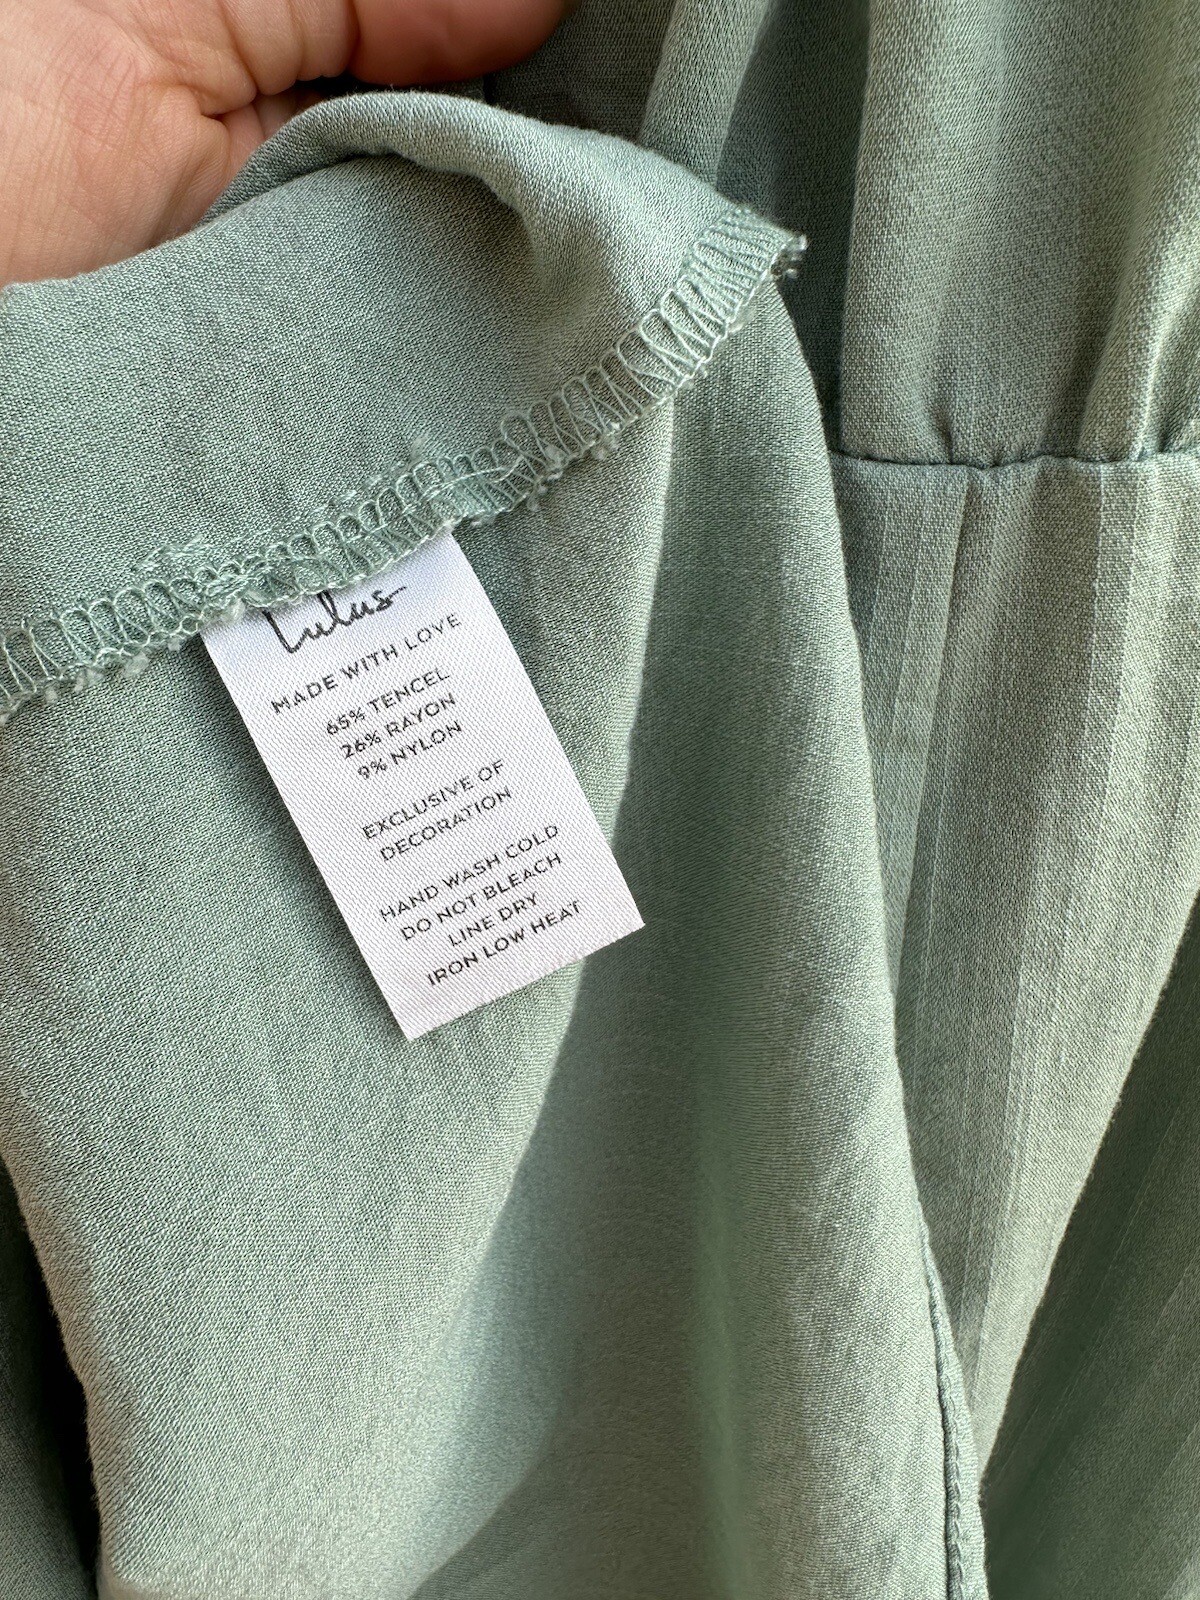 Lulus
MADE WITH LOVE
65% TENCEL
26% RAYON
9% NYLON
EXCLUSIVE OF
DECORATION
HAND WASH COLD
DO NOT BLEACH
LINE DRY
IRON LOW HEAT